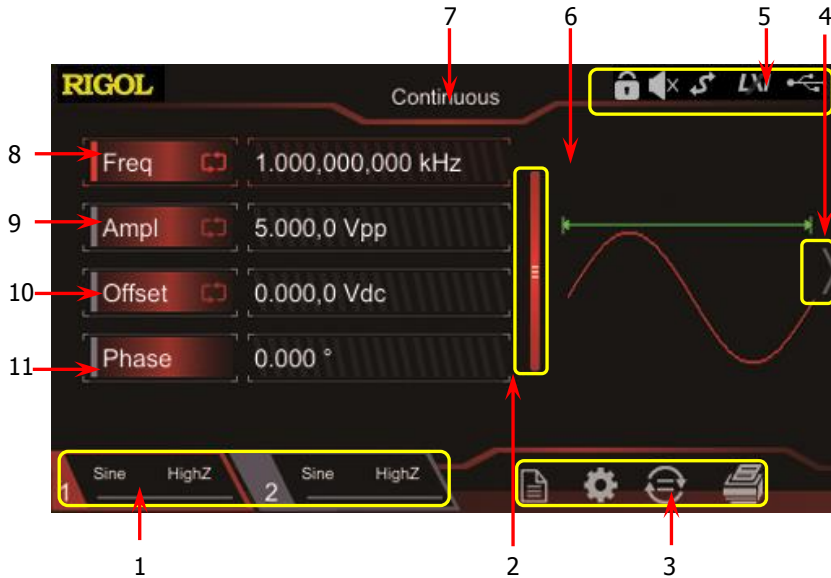 7 6 5 4
RIGOL
Continuous
LXI
8 Freq 1.000,000,000 kHz
9 Ampl 5.000,0 Vpp
10 Offset 0.000,0 Vdc
11 Phase 0.000 °
1 Sine HighZ 2 Sine HighZ
1 2 3